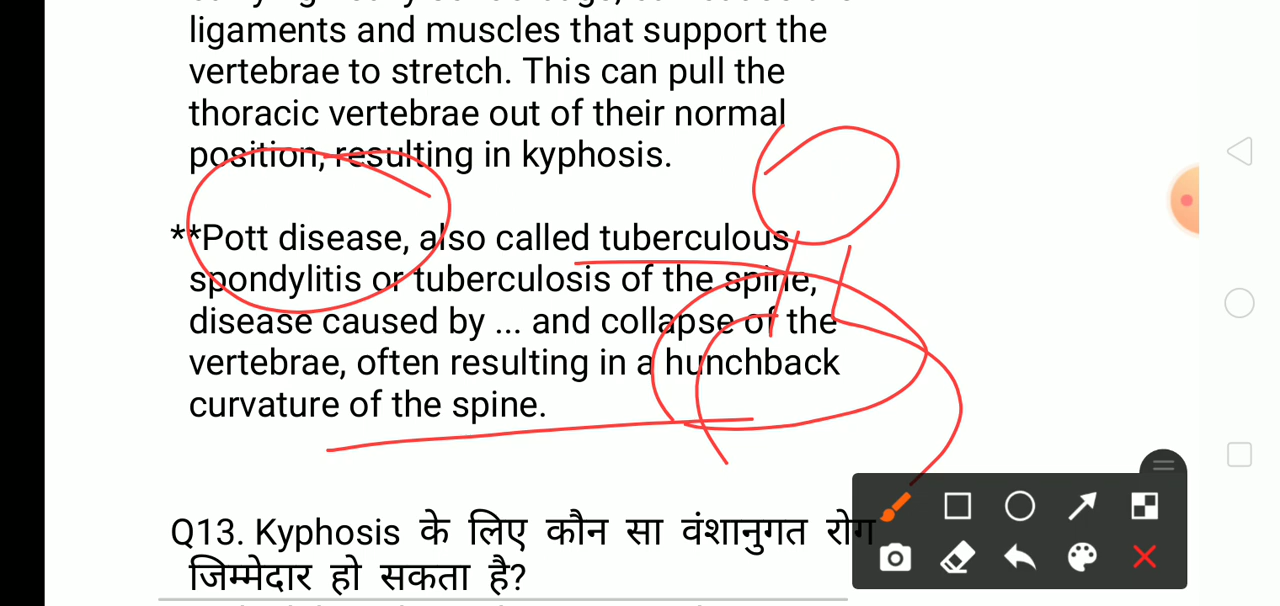 ligaments and muscles that support the
vertebrae to stretch. This can pull the
thoracic vertebrae out of their normal
position, resulting in kyphosis.
**Pott disease, also called tuberculous
spondylitis or tuberculosis of the spine,
disease caused by ... and collapse of the
vertebrae, often resulting in a hunchback
curvature of the spine.
Q13. Kyphosis के लिए कौन सा वंशानुगत रोग
जिम्मेदार हो सकता है?